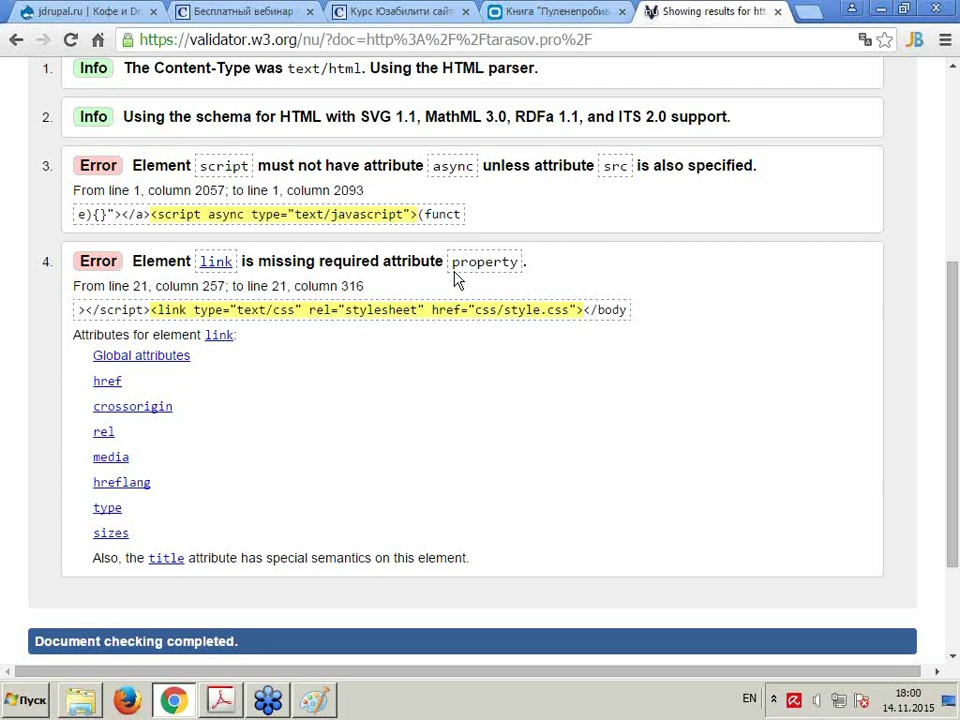 jdrupal.ru | Кофе и D
Бесплатный вебинар
Курс Юзабилити сайт
Книга "Пуленепробив
Showing results for htt
https://validator.w3.org/nu/?doc=http%3A%2F%2Ftarasov.pro%2F
JB
1. Info The Content-Type was text/html. Using the HTML parser.
2. Info Using the schema for HTML with SVG 1.1, MathML 3.0, RDFa 1.1, and ITS 2.0 support.
3. Error Element script must not have attribute async unless attribute src is also specified.
From line 1, column 2057; to line 1, column 2093
e){}"></a><script async type="text/javascript">(funct
4. Error Element link is missing required attribute property.
From line 21, column 257; to line 21, column 316
></script><link type="text/css" rel="stylesheet" href="css/style.css"></body
Attributes for element link:
Global attributes
href
crossorigin
rel
media
hreflang
type
sizes
Also, the title attribute has special semantics on this element.
Document checking completed.
Пуск
EN
18:00
14.11.2015